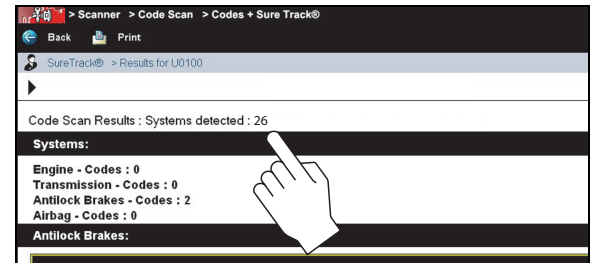 > Scanner > Code Scan > Codes + Sure Track®
Back Print
SureTrack® > Results for U0100
Code Scan Results : Systems detected : 26
Systems:
Engine - Codes : 0
Transmission - Codes : 0
Antilock Brakes - Codes : 2
Airbag - Codes : 0
Antilock Brakes: